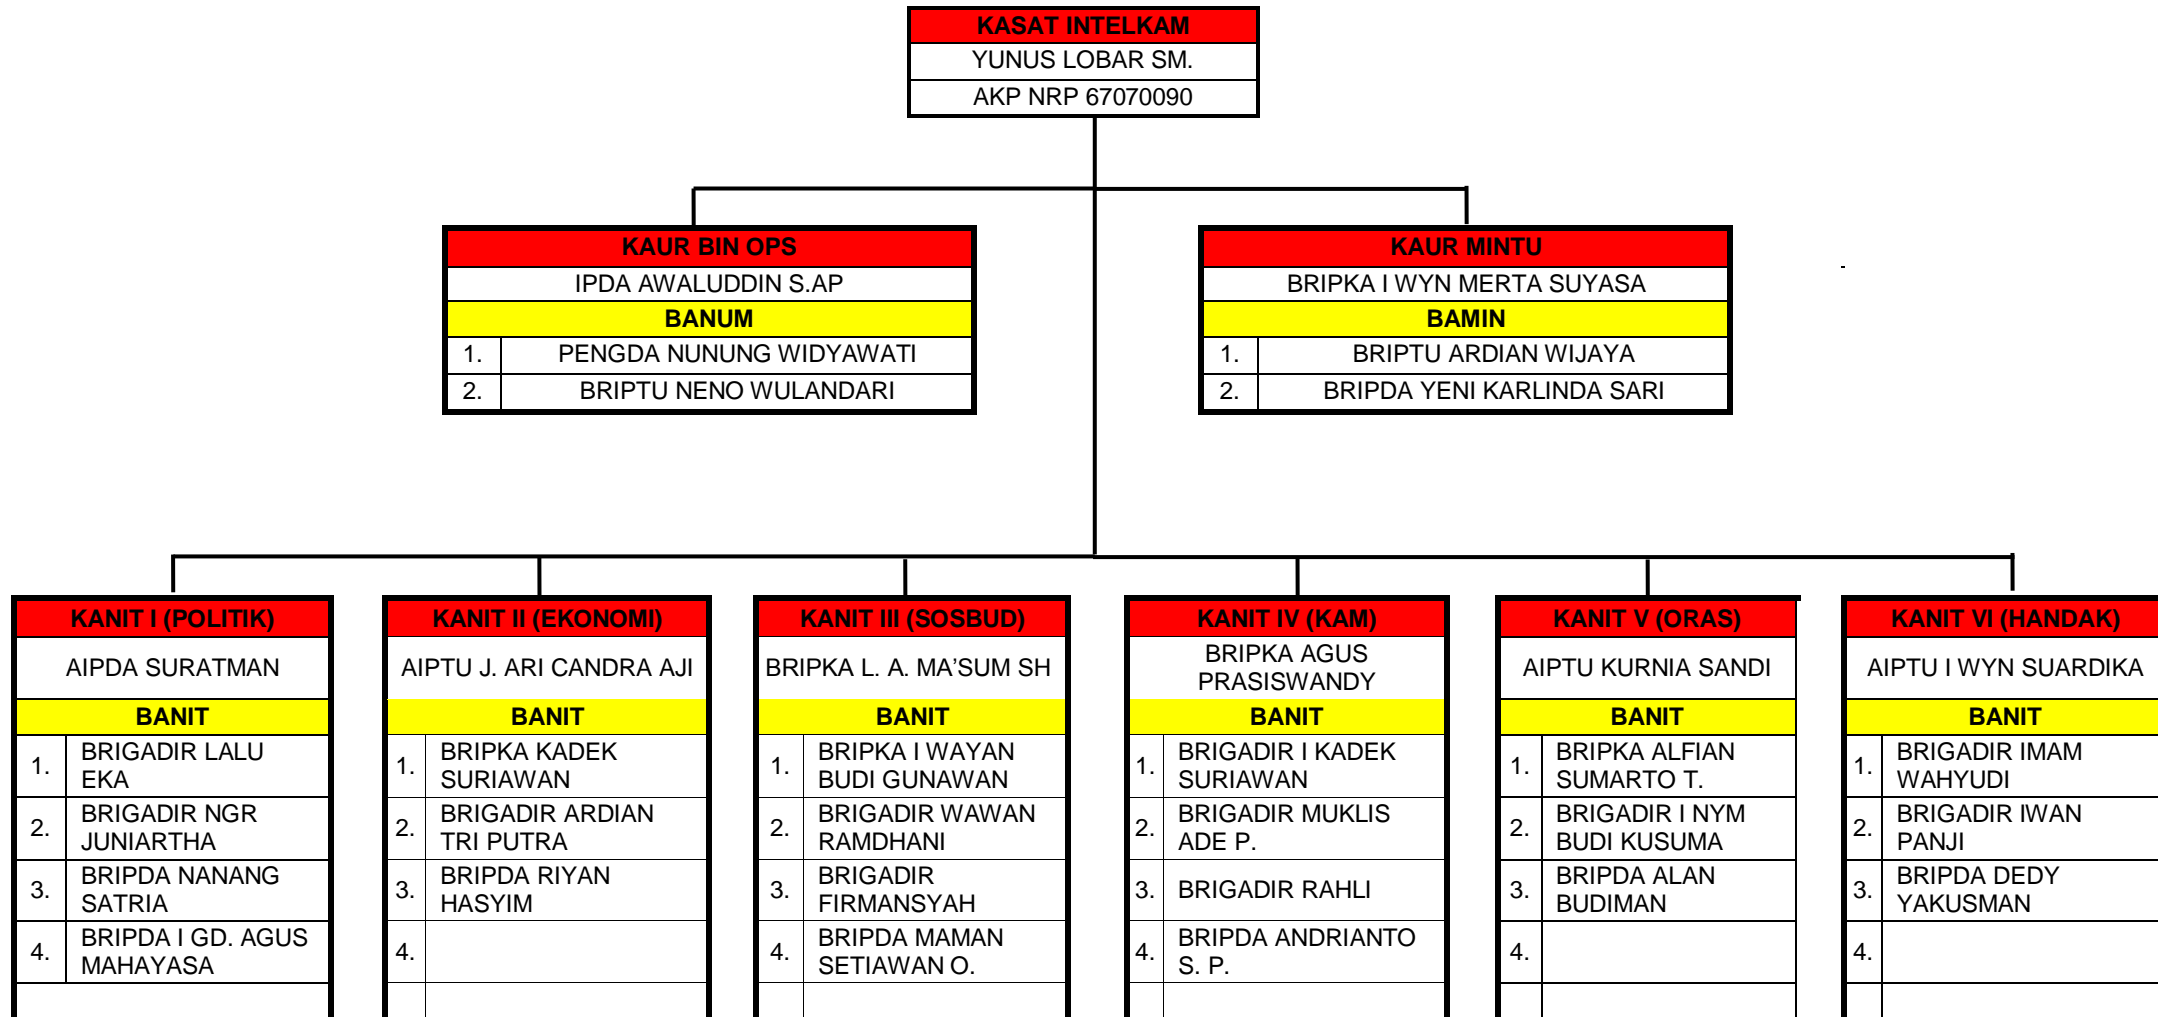 KASAT INTELKAM
YUNUS LOBAR SM.
AKP NRP 67070090
KAUR BIN OPS
IPDA AWALUDDIN S.AP
BANUM
1. PENGDA NUNUNG WIDYAWATI
2. BRIPTU NENO WULANDARI
KAUR MINTU
BRIPKA I WYN MERTA SUYASA
BAMIN
1. BRIPTU ARDIAN WIJAYA
2. BRIPDA YENI KARLINDA SARI
KANIT I (POLITIK)
AIPDA SURATMAN
BANIT
1. BRIGADIR LALU
EKA
2. BRIGADIR NGR
JUNIARTHA
3. BRIPDA NANANG
SATRIA
4. BRIPDA I GD. AGUS
MAHAYASA
KANIT II (EKONOMI)
AIPTU J. ARI CANDRA AJI
BANIT
1. BRIPKA KADEK
SURIAWAN
2. BRIGADIR ARDIAN
TRI PUTRA
3. BRIPDA RIYAN
HASYIM
4.
KANIT III (SOSBUD)
BRIPKA L. A. MA’SUM SH
BANIT
1. BRIPKA I WAYAN
BUDI GUNAWAN
2. BRIGADIR WAWAN
RAMDHANI
3. BRIGADIR
FIRMANSYAH
4. BRIPDA MAMAN
SETIAWAN O.
KANIT IV (KAM)
BRIPKA AGUS
PRASISWANDY
BANIT
1. BRIGADIR I KADEK
SURIAWAN
2. BRIGADIR MUKLIS
ADE P.
3. BRIGADIR RAHLI
4. BRIPDA ANDRIANTO
S. P.
KANIT V (ORAS)
AIPTU KURNIA SANDI
BANIT
1. BRIPKA ALFIAN
SUMARTO T.
2. BRIGADIR I NYM
BUDI KUSUMA
3. BRIPDA ALAN
BUDIMAN
4.
KANIT VI (HANDAK)
AIPTU I WYN SUARDIKA
BANIT
1. BRIGADIR IMAM
WAHYUDI
2. BRIGADIR IWAN
PANJI
3. BRIPDA DEDY
YAKUSMAN
4.